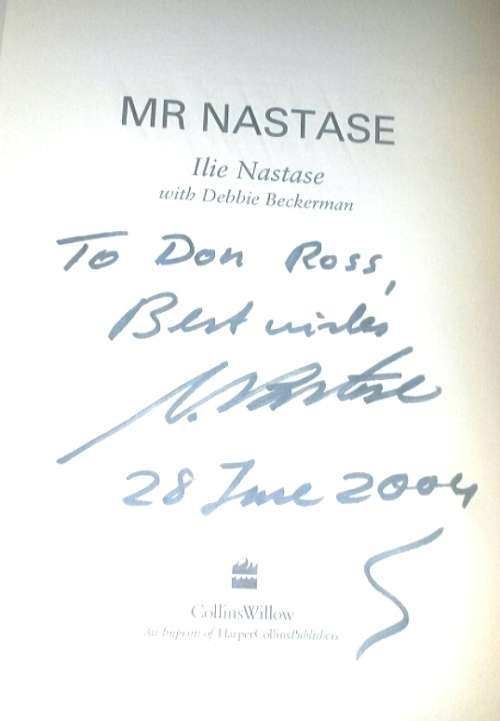 MR NASTASE
Ilie Nastase
with Debbie Beckerman
To Don Ross,
Best wishes
I. Nastase
28 June 2004
CollinsWillow
An Imprint of HarperCollinsPublishers